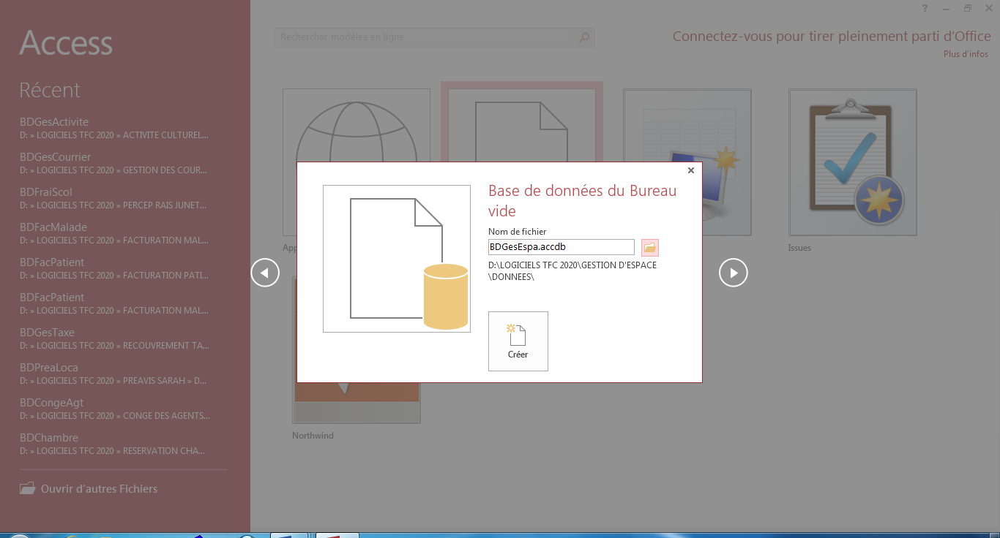 Access
Récent
BDGesActivite
D: » LOGICIELS TFC 2020 » ACTIVITE CULTUREL...
BDGesCourrier
D: » LOGICIELS TFC 2020 » GESTION DES COUR...
BDFraiScol
D: » LOGICIELS TFC 2020 » PERCEP RAIS JUNET...
BDFacMalade
D: » LOGICIELS TFC 2020 » FACTURATION MAL...
BDFacPatient
D: » LOGICIELS TFC 2020 » FACTURATION PATI...
BDFacPatient
D: » LOGICIELS TFC 2020 » FACTURATION MAL...
BDGesTaxe
D: » LOGICIELS TFC 2020 » RECOUVREMENT TA...
BDPreaLoca
D: » LOGICIELS TFC 2020 » PREAVIS SARAH » D...
BDCongeAgt
D: » LOGICIELS TFC 2020 » CONGE DES AGENTS...
BDChambre
D: » LOGICIELS TFC 2020 » RESERVATION CHA...
Ouvrir d'autres Fichiers
?
Rechercher modèles en ligne
Connectez-vous pour tirer pleinement parti d'Office
Plus d'infos
Issues
Northwind
Base de données du Bureau
vide
Nom de fichier
BDGesEspa.accdb
D:\LOGICIELS TFC 2020\GESTION D'ESPACE
\DONNEES\
Créer